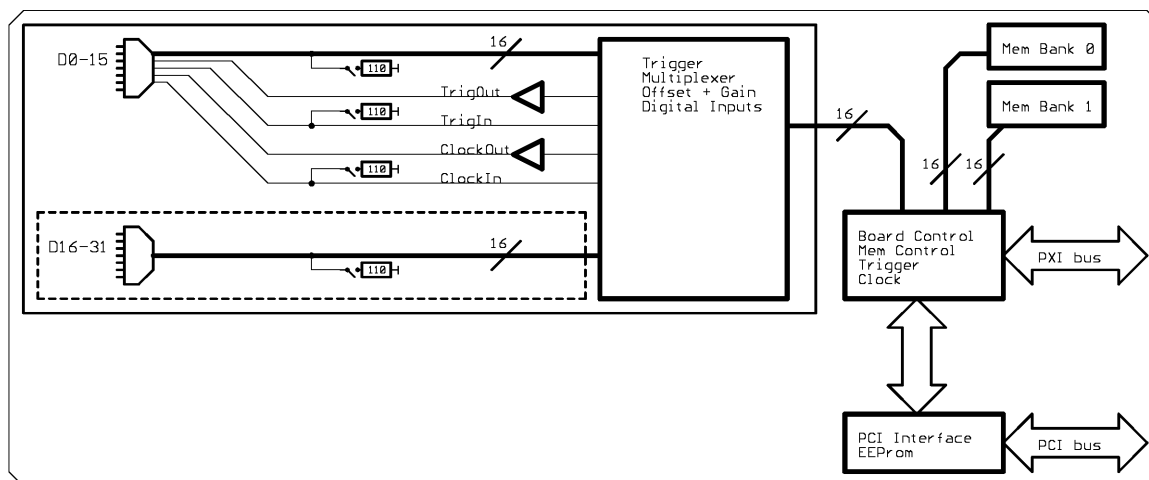 D0-15
16
110
TrigOut
110
TrigIn
ClockOut
110
ClockIn
D16-31
16
110
Trigger
Multiplexer
Offset + Gain
Digital Inputs
16
Mem Bank 0
Mem Bank 1
16
16
Board Control
Mem Control
Trigger
Clock
PXI bus
PCI Interface
EEProm
PCI bus